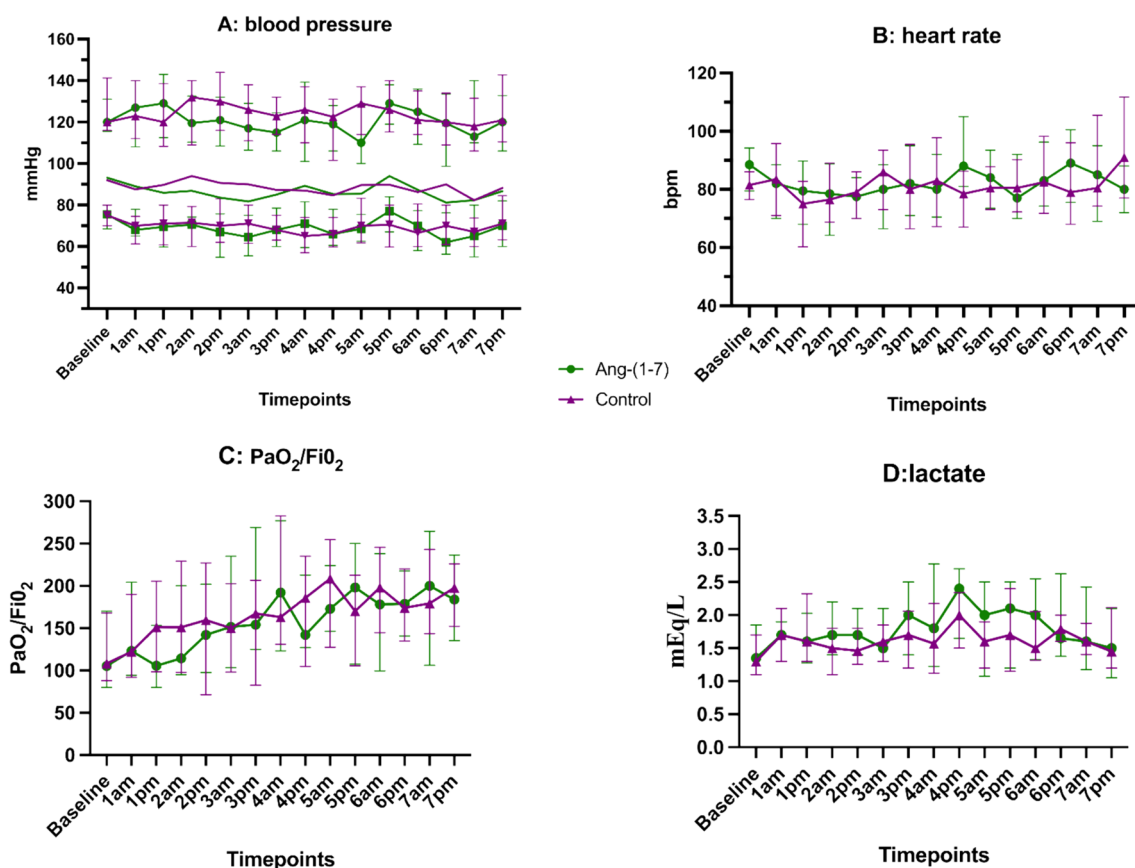 A: blood pressure
160
140
120
100
80
60
40
mmHg
Baseline
1am
1pm
2am
2pm
3am
3pm
4am
4pm
5am
5pm
6am
6pm
7am
7pm
Timepoints
B: heart rate
120
100
80
60
40
bpm
Baseline
1am
1pm
2am
2pm
3am
3pm
4am
4pm
5am
5pm
6am
6pm
7am
7pm
Timepoints
Ang-(1-7)
Control
C: PaO2/Fi02
300
250
200
150
100
50
0
PaO2/Fi02
Baseline
1am
1pm
2am
2pm
3am
3pm
4am
4pm
5am
5pm
6am
6pm
7am
7pm
Timepoints
D:lactate
3.5
3.0
2.5
2.0
1.5
1.0
0.5
0.0
mEq/L
Baseline
1am
1pm
2am
2pm
3am
3pm
4am
4pm
5am
5pm
6am
6pm
7am
7pm
Timepoints